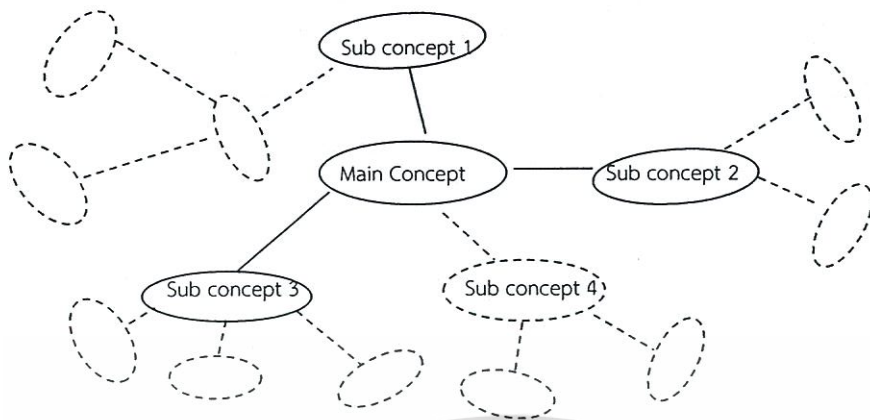 Sub concept 1
Main Concept
Sub concept 2
Sub concept 3
Sub concept 4